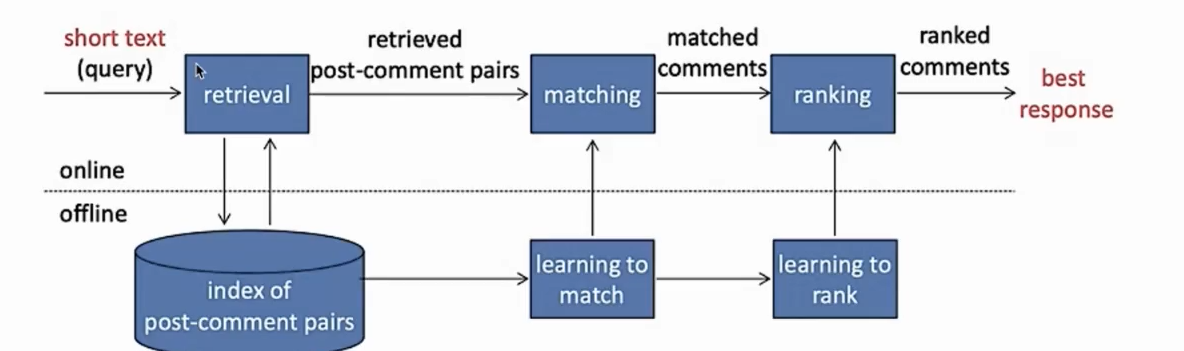 short text
(query)
retrieval
retrieved
post-comment pairs
matching
matched
comments
ranking
ranked
comments
best
response
online
offline
index of
post-comment pairs
learning to
match
learning to
rank